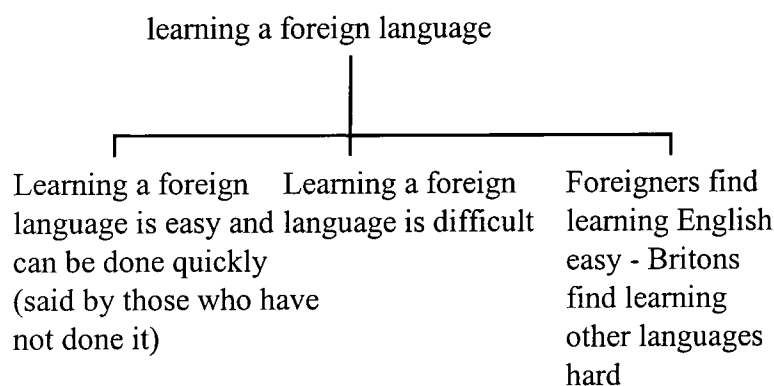 learning a foreign language
Learning a foreign
language is easy and
can be done quickly
(said by those who have
not done it)
Learning a foreign
language is difficult
Foreigners find
learning English
easy - Britons
find learning
other languages
hard